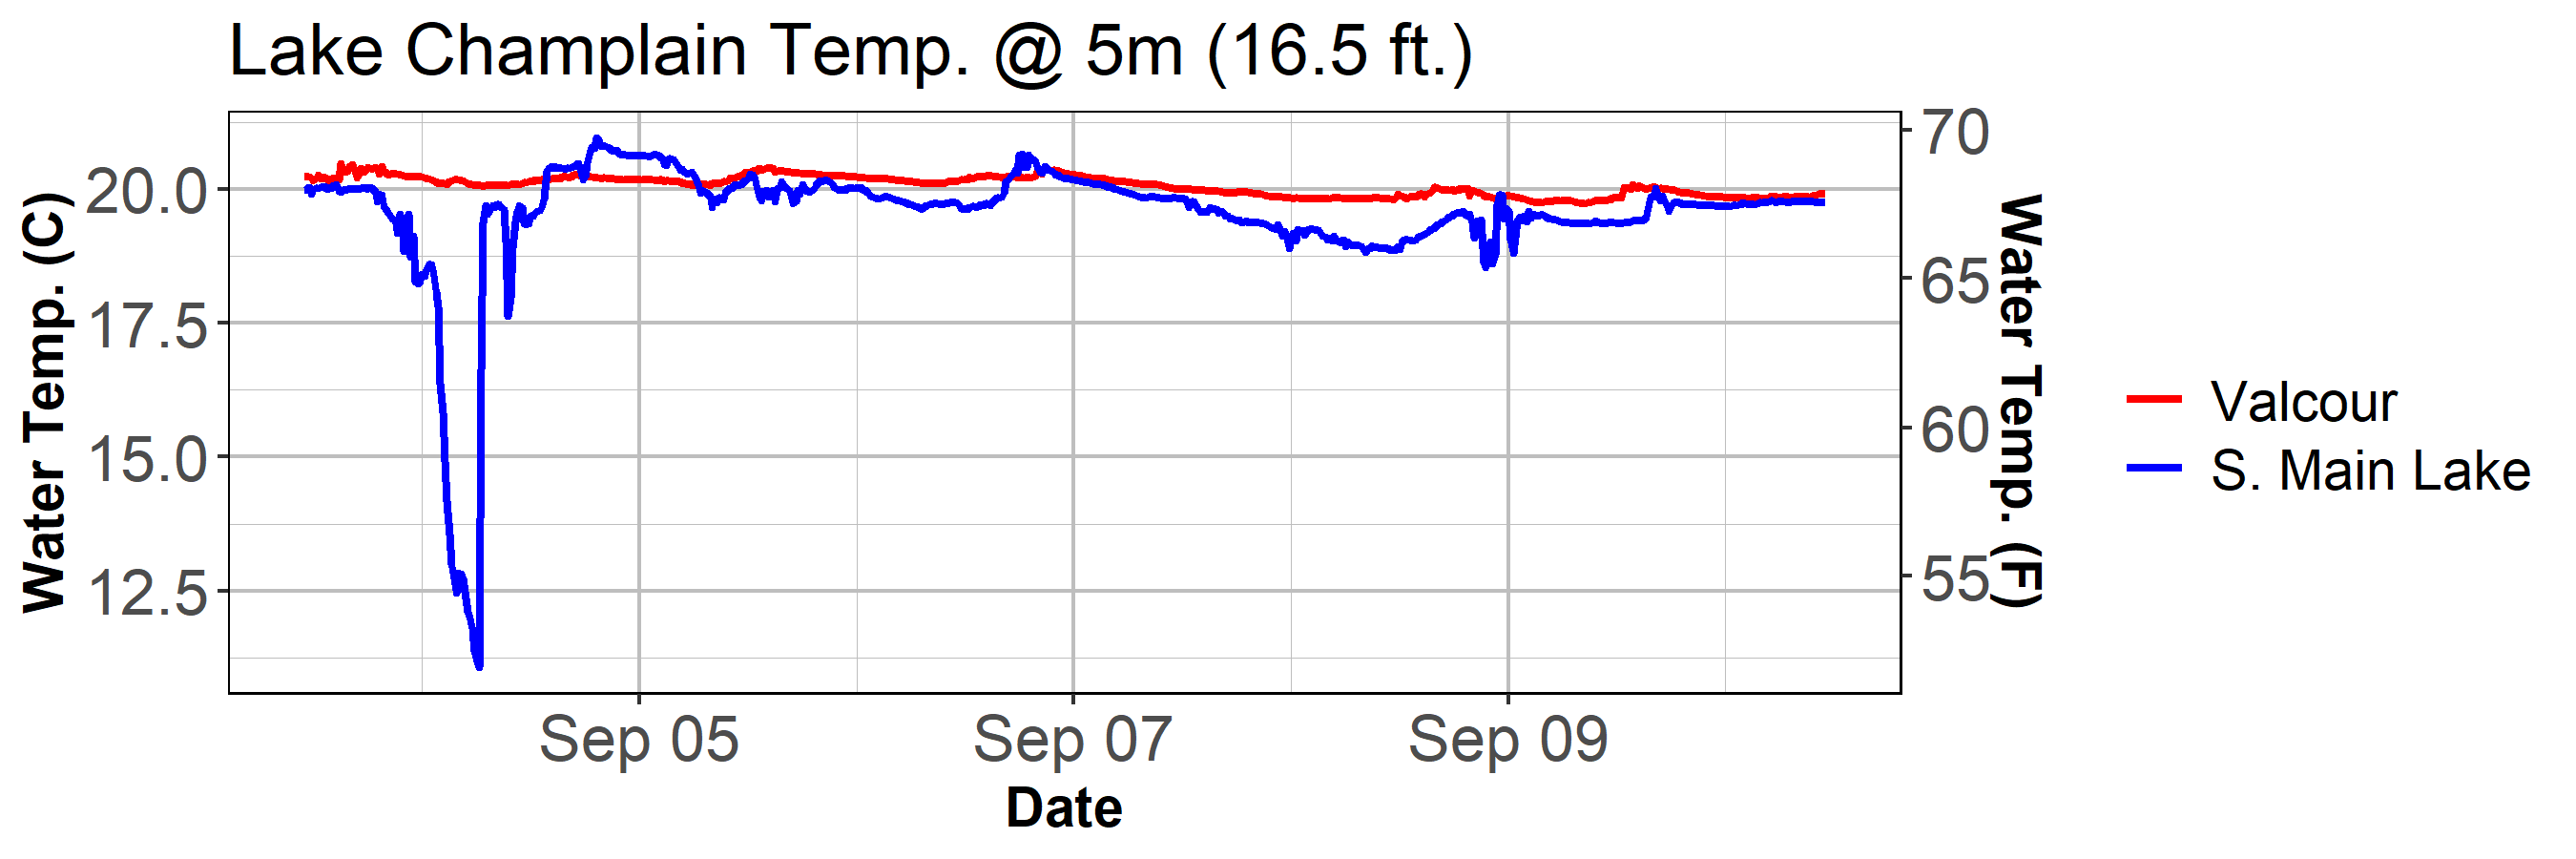 Lake Champlain Temp. @ 5m (16.5 ft.)
Water Temp. (C)
20.0
17.5
15.0
12.5
70
65
60
55
Water Temp. (F)
Sep 05
Sep 07
Sep 09
Date
Valcour
S. Main Lake